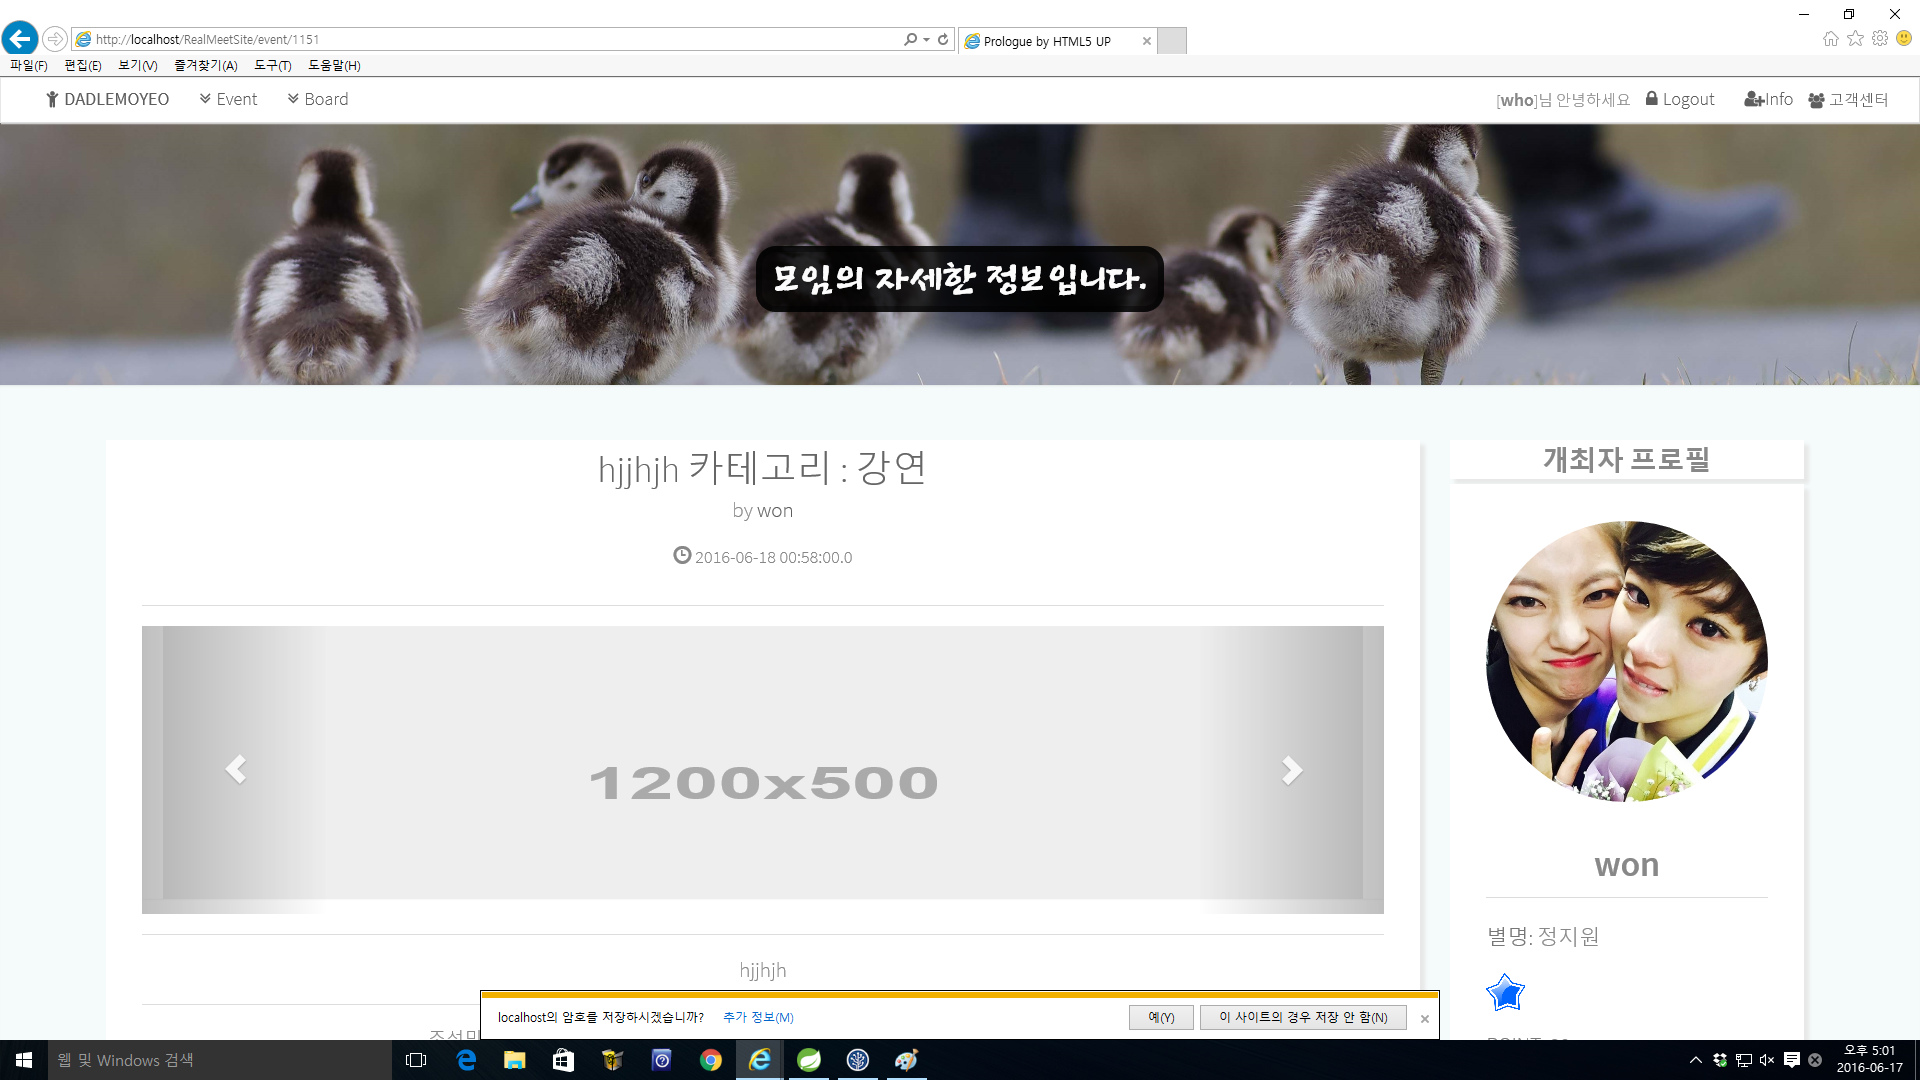 http://localhost/RealMeetSite/event/1151
Prologue by HTML5 UP
파일(F) 편집(E) 보기(V) 즐겨찾기(A) 도구(T) 도움말(H)
DADLEMOYEO Event Board [who]님 안녕하세요 Logout Info 고객센터
모임의 자세한 정보입니다.
hjjhjh 카테고리 : 강연
by won
2016-06-18 00:58:00.0
1200x500
hjjhjh
개최자 프로필
won
별명: 정지원
localhost의 암호를 저장하시겠습니까? 추가 정보(M) 예(Y) 이 사이트의 경우 저장 안 함(N)
웹 및 Windows 검색
오후 5:01
2016-06-17